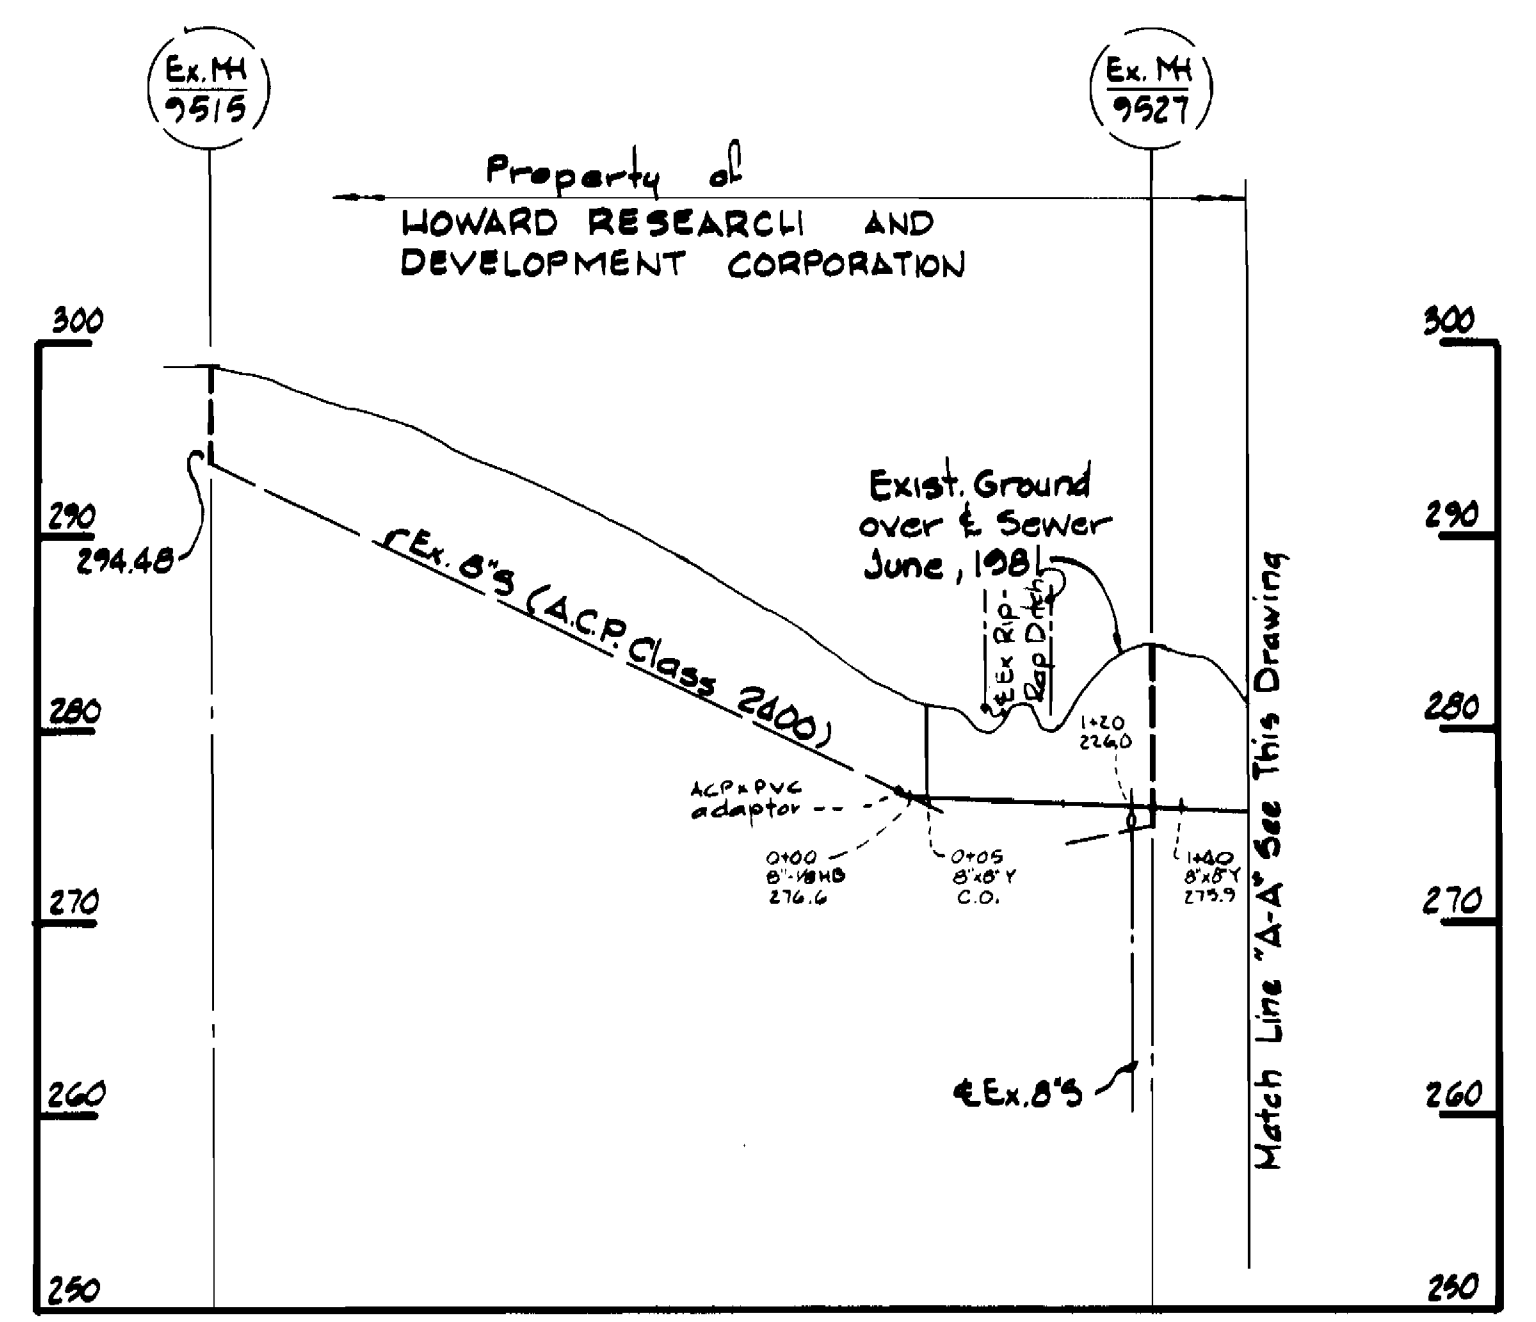 Ex. MH
9515
Ex. MH
9527
Property of
HOWARD RESEARCH AND
DEVELOPMENT CORPORATION
300
300
290
294.48
Ex. 8"S (A.C.P. Class 2400)
Exist. Ground
over ℄ Sewer
June, 1981
290
℄ Ex Rip-
Rap Ditch
280
1+20
226.0
280
ACP x PVC
adaptor
0+00
8"-1/8 HB
276.6
0+05
8"x8" Y
C.O.
1+40
8"x8" Y
275.9
270
270
Match Line "A-A" See This Drawing
260
℄ Ex. 8"S
260
250
250